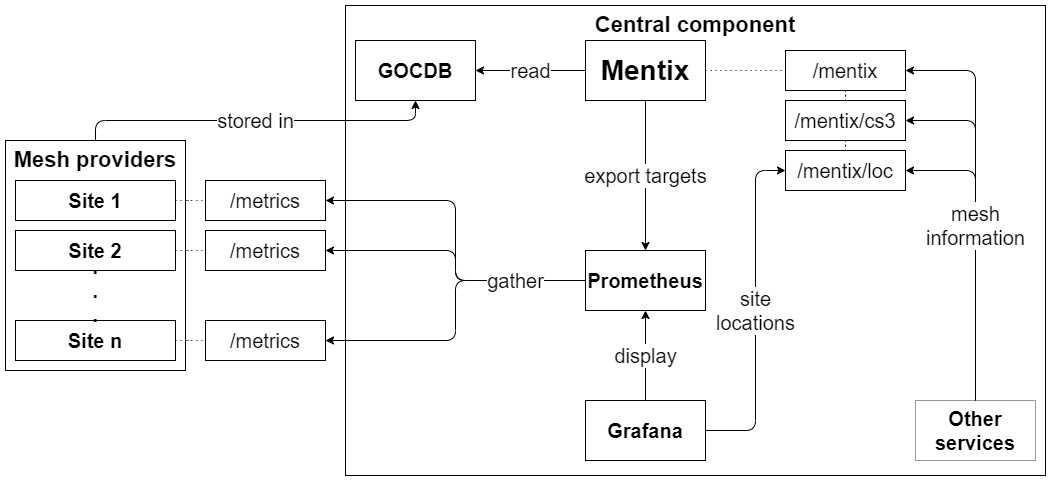 Central component
GOCDB
read
Mentix
/mentix
stored in
/mentix/cs3
Mesh providers
export targets
/mentix/loc
Site 1
/metrics
mesh
information
Site 2
/metrics
gather
Prometheus
site
locations
Site n
/metrics
display
Grafana
Other
services